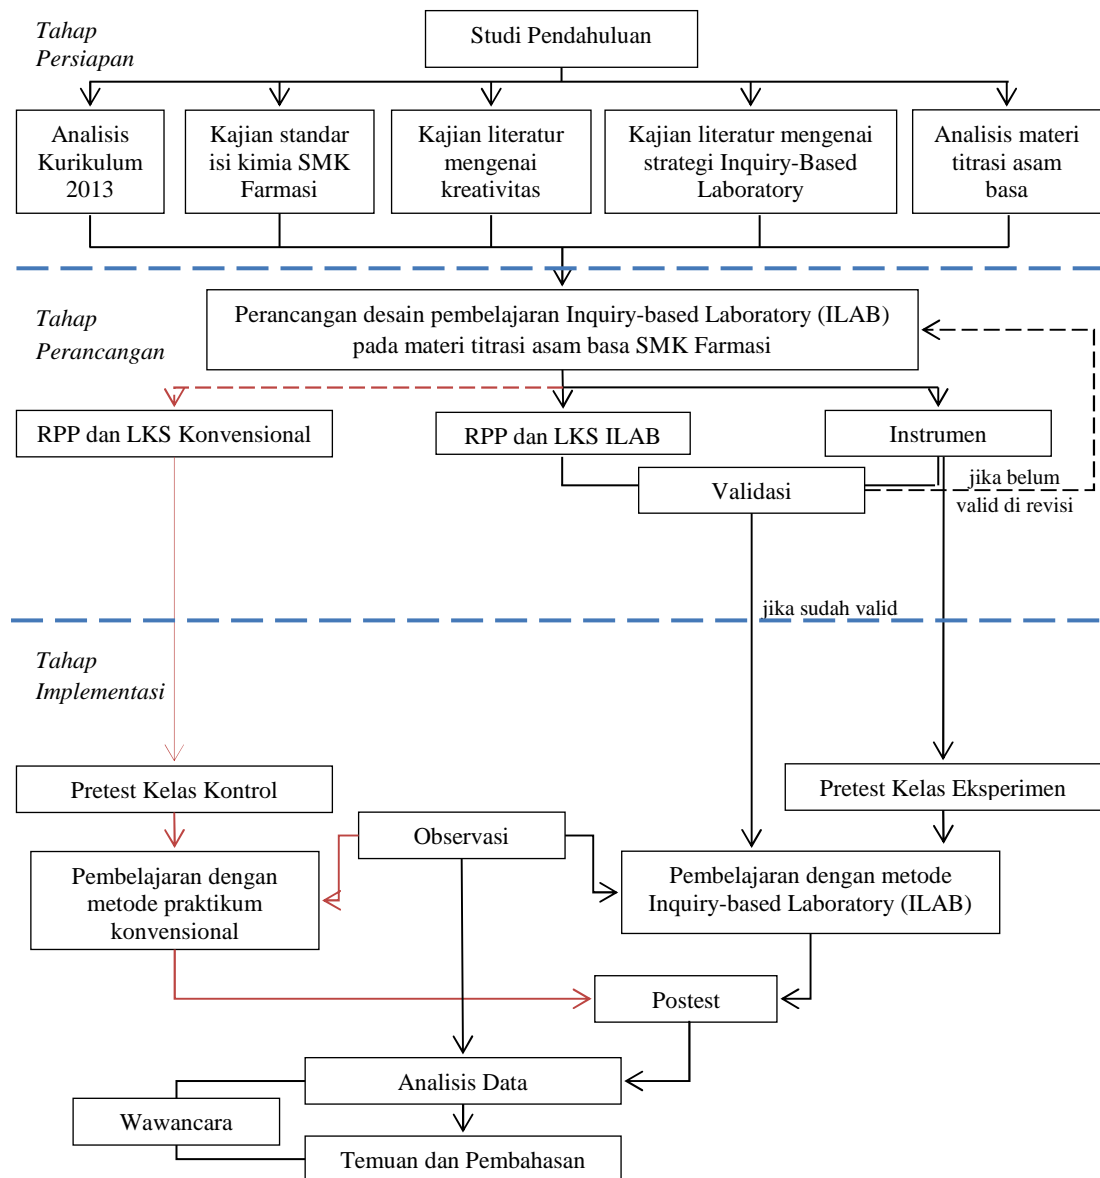 Tahap
Persiapan
Studi Pendahuluan
Analisis
Kurikulum
2013
Kajian standar
isi kimia SMK
Farmasi
Kajian literatur
mengenai
kreativitas
Kajian literatur mengenai
strategi Inquiry-Based
Laboratory
Analisis materi
titrasi asam
basa
Tahap
Perancangan
Perancangan desain pembelajaran Inquiry-based Laboratory (ILAB)
pada materi titrasi asam basa SMK Farmasi
RPP dan LKS Konvensional
RPP dan LKS ILAB
Instrumen
Validasi
jika belum
valid di revisi
jika sudah valid
Tahap
Implementasi
Pretest Kelas Kontrol
Pretest Kelas Eksperimen
Observasi
Pembelajaran dengan
metode praktikum
konvensional
Pembelajaran dengan metode
Inquiry-based Laboratory (ILAB)
Postest
Analisis Data
Wawancara
Temuan dan Pembahasan